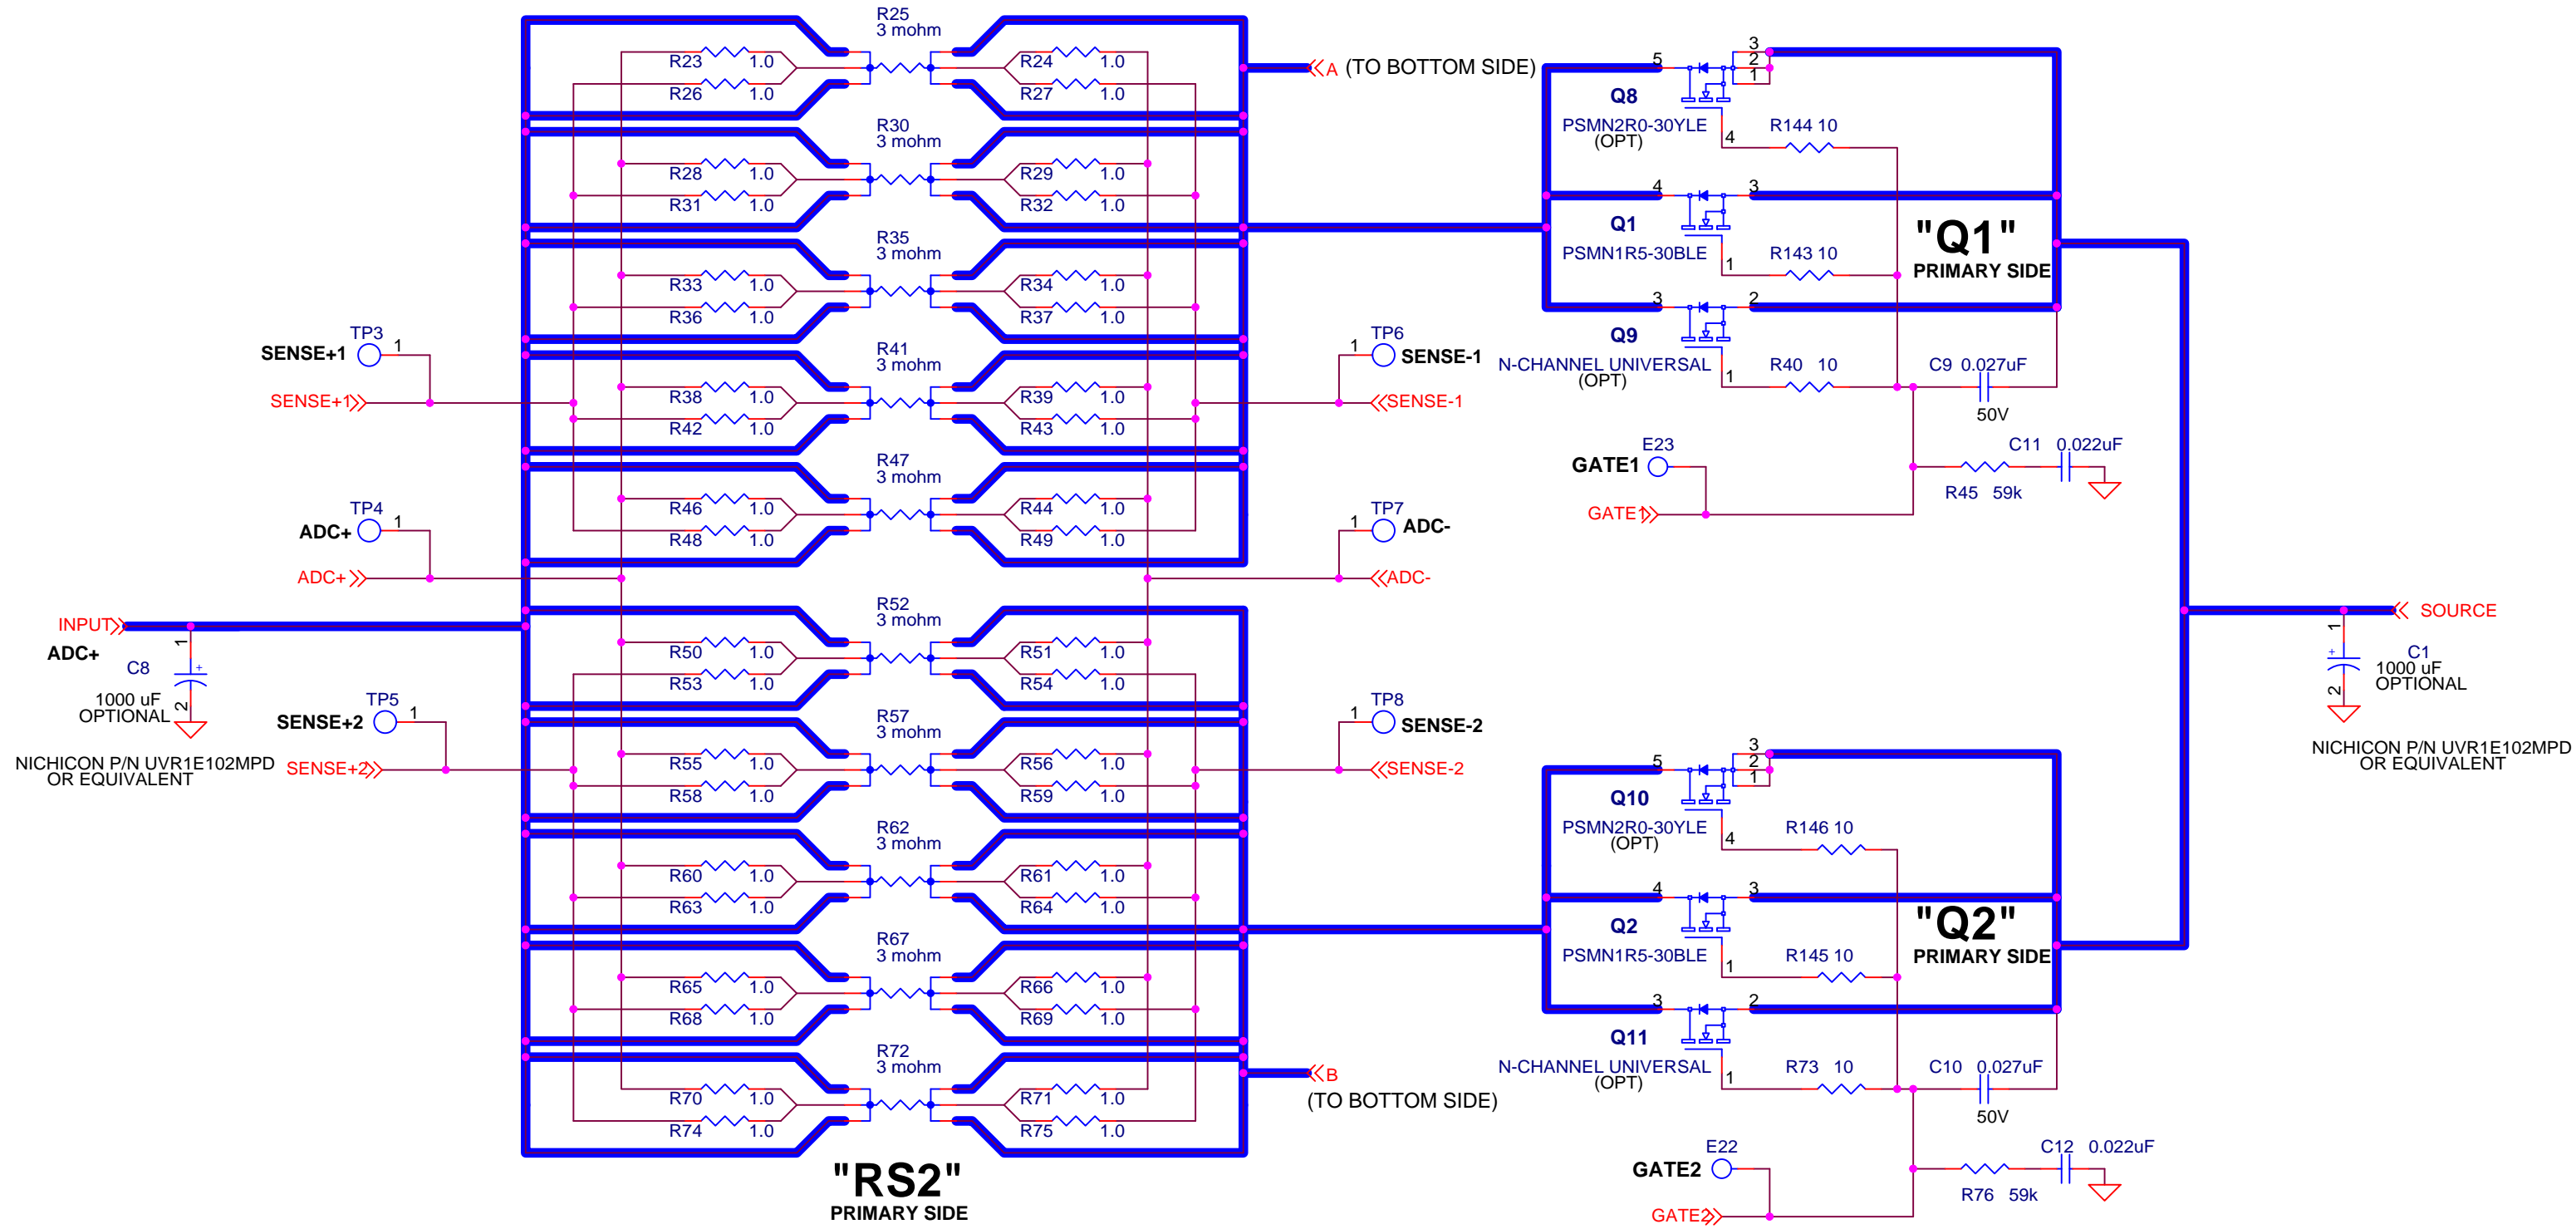 R25
3 mohm
R23 1.0
R24 1.0
R26 1.0
R27 1.0
R30
3 mohm
R28 1.0
R29 1.0
R31 1.0
R32 1.0
R35
3 mohm
R33 1.0
R34 1.0
R36 1.0
R37 1.0
R41
3 mohm
R38 1.0
R39 1.0
R42 1.0
R43 1.0
R47
3 mohm
R46 1.0
R44 1.0
R48 1.0
R49 1.0
R52
3 mohm
R50 1.0
R51 1.0
R53 1.0
R54 1.0
R57
3 mohm
R55 1.0
R56 1.0
R58 1.0
R59 1.0
R62
3 mohm
R60 1.0
R61 1.0
R63 1.0
R64 1.0
R67
3 mohm
R65 1.0
R66 1.0
R68 1.0
R69 1.0
R72
3 mohm
R70 1.0
R71 1.0
R74 1.0
R75 1.0
"RS2"
PRIMARY SIDE
TP3
SENSE+1 1
SENSE+1
TP4
ADC+ 1
ADC+
INPUT
ADC+
1
C8
1000 uF
OPTIONAL
2
NICHICON P/N UVR1E102MPD
OR EQUIVALENT
TP5
SENSE+2 1
SENSE+2
A (TO BOTTOM SIDE)
TP6
1 SENSE-1
SENSE-1
TP7
1 ADC-
ADC-
TP8
1 SENSE-2
SENSE-2
B
(TO BOTTOM SIDE)
5
3
2
1
Q8
PSMN2R0-30YLE
(OPT)
4
R144 10
4 3
Q1
PSMN1R5-30BLE
1
R143 10
3 2
Q9
N-CHANNEL UNIVERSAL
(OPT)
1
R40 10
C9 0.027uF
50V
"Q1"
PRIMARY SIDE
E23
GATE1
GATE1
C11 0.022uF
R45 59k
SOURCE
1
C1
1000 uF
OPTIONAL
2
NICHICON P/N UVR1E102MPD
OR EQUIVALENT
5
3
2
1
Q10
PSMN2R0-30YLE
(OPT)
4
R146 10
4 3
Q2
PSMN1R5-30BLE
1
R145 10
3 2
Q11
N-CHANNEL UNIVERSAL
(OPT)
1
R73 10
C10 0.027uF
50V
"Q2"
PRIMARY SIDE
E22
GATE2
GATE2
C12 0.022uF
R76 59k